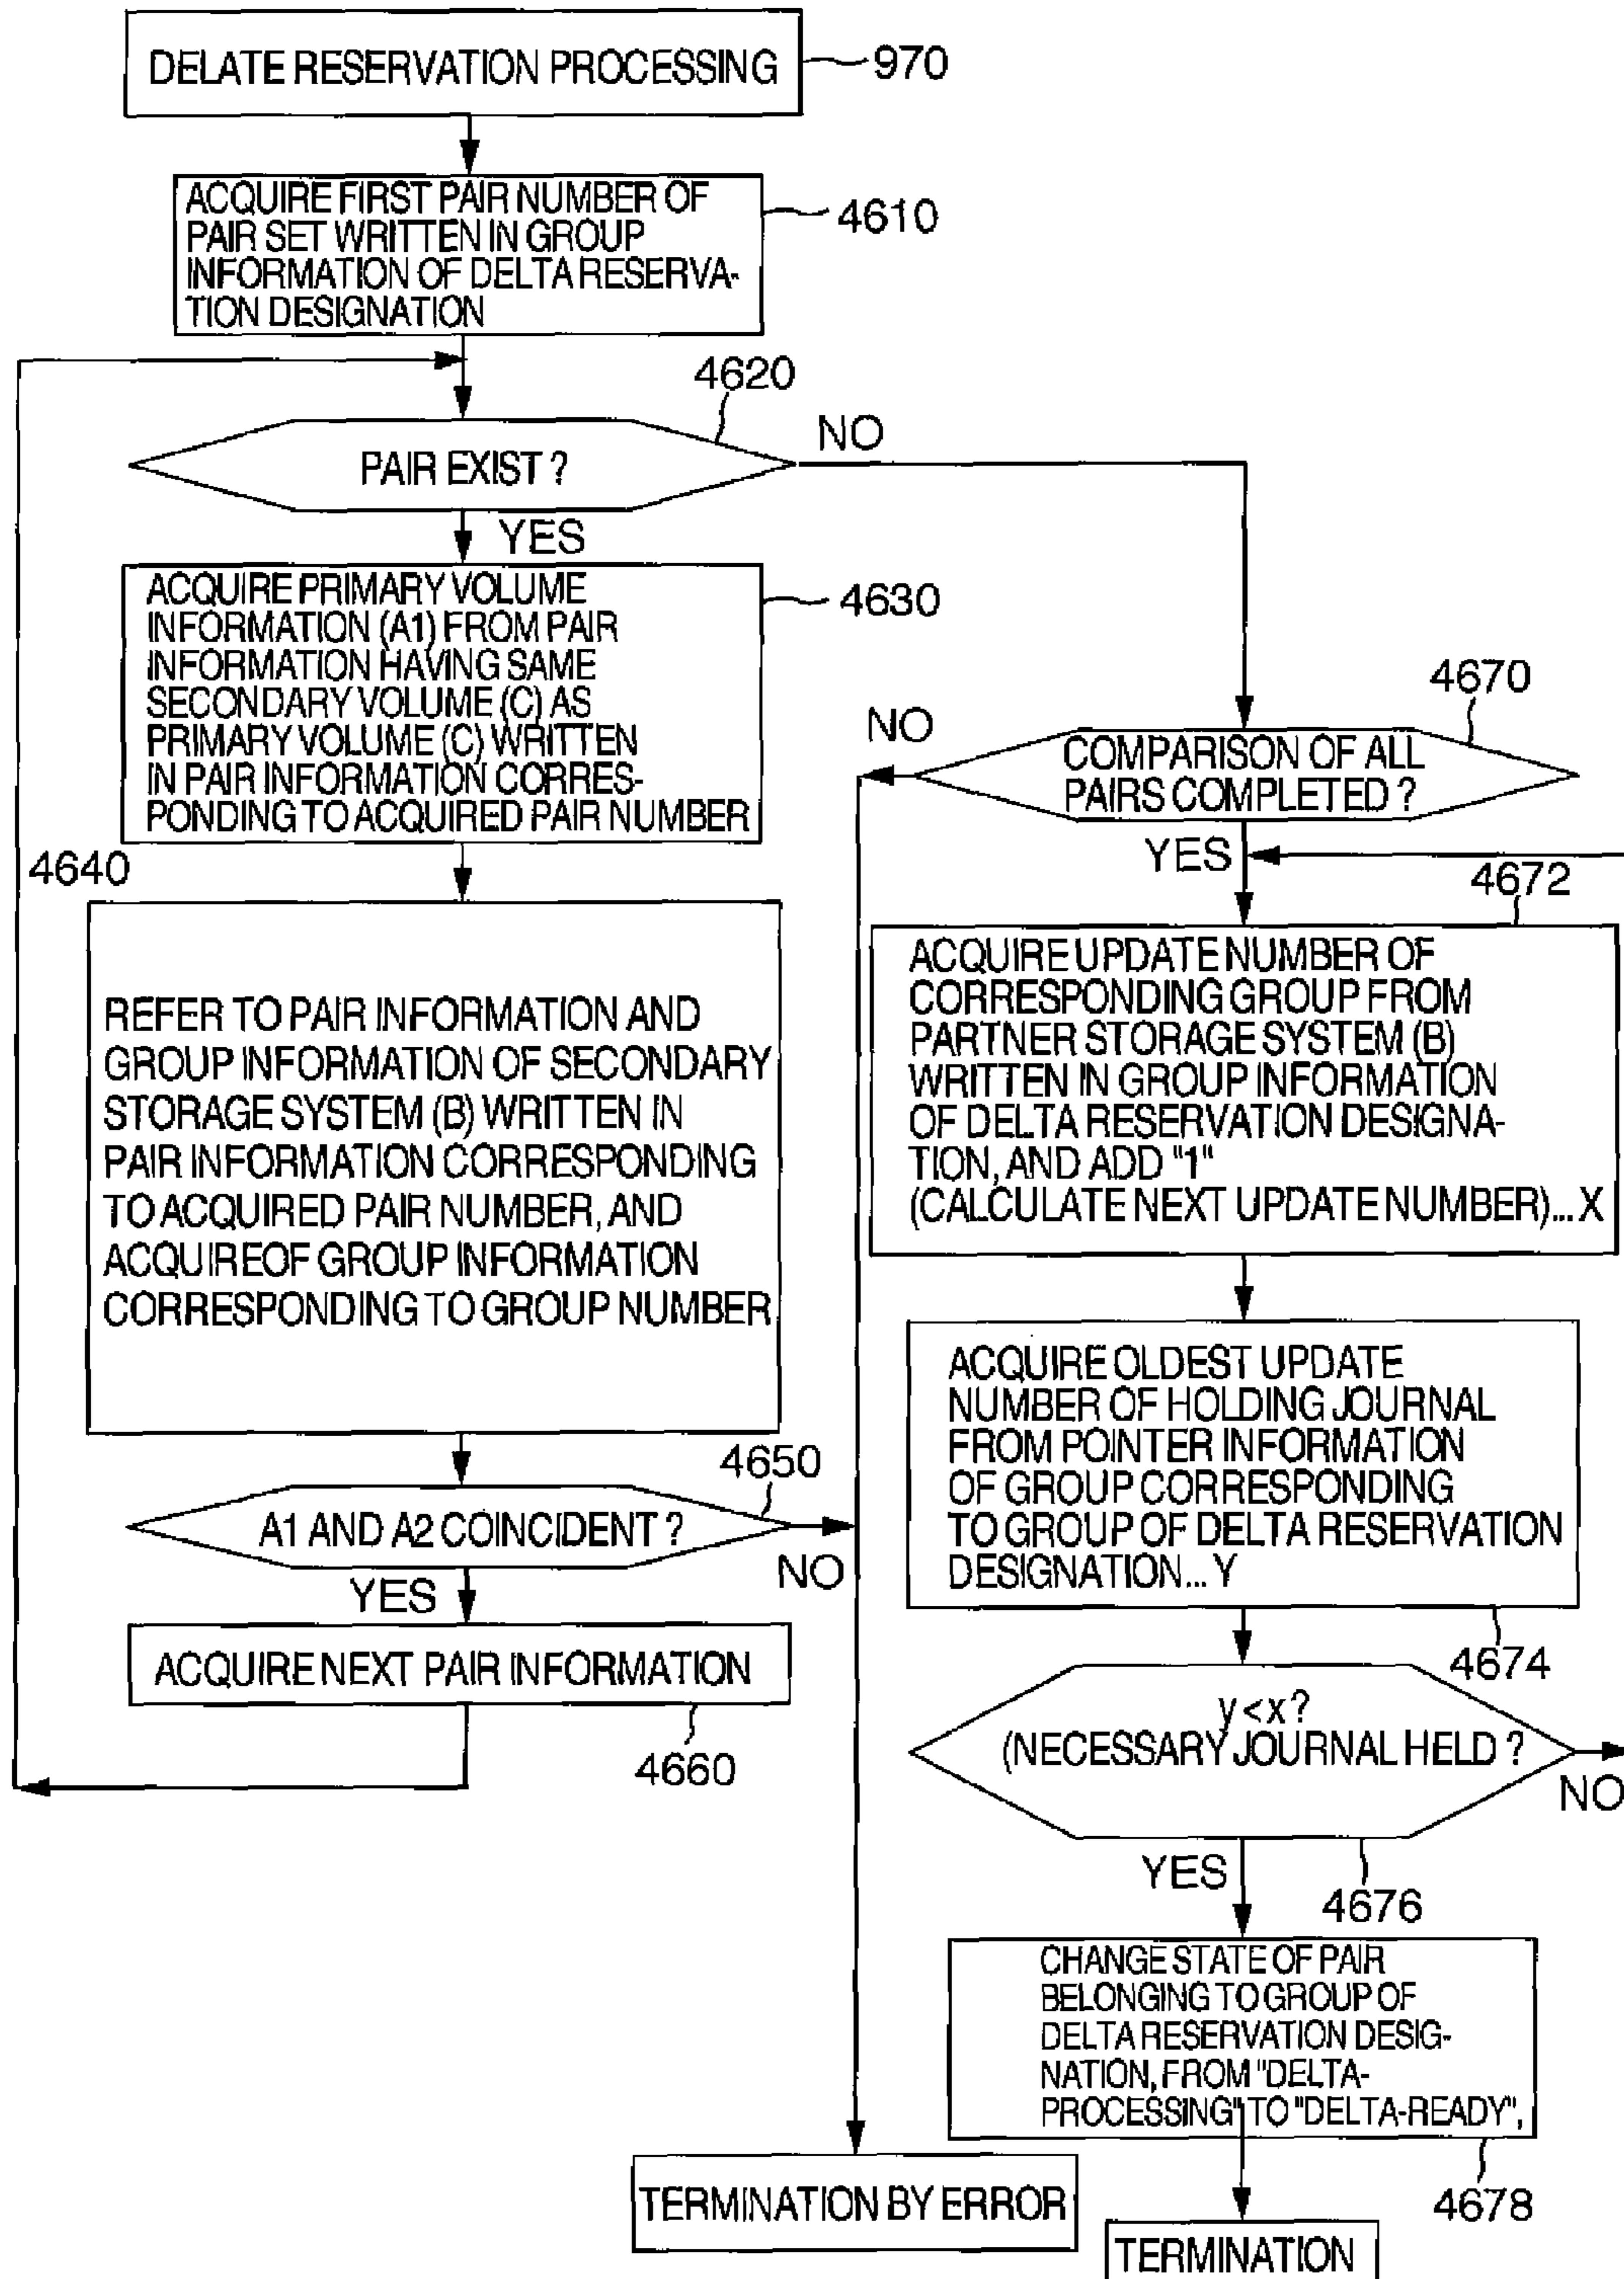 DELATE RESERVATION PROCESSING
970
ACQUIRE FIRST PAIR NUMBER OF
PAIR SET WRITTEN IN GROUP
INFORMATION OF DELTA RESERVA-
TION DESIGNATION
4610
4620
PAIR EXIST ?
NO
YES
ACQUIRE PRIMARY VOLUME
INFORMATION (A1) FROM PAIR
INFORMATION HAVING SAME
SECONDARY VOLUME (C) AS
PRIMARY VOLUME (C) WRITTEN
IN PAIR INFORMATION CORRES-
PONDING TO ACQUIRED PAIR NUMBER
4630
4640
REFER TO PAIR INFORMATION AND
GROUP INFORMATION OF SECONDARY
STORAGE SYSTEM (B) WRITTEN IN
PAIR INFORMATION CORRESPONDING
TO ACQUIRED PAIR NUMBER, AND
ACQUIREOF GROUP INFORMATION
CORRESPONDING TO GROUP NUMBER
4650
A1 AND A2 COINCIDENT ?
NO
YES
ACQUIRE NEXT PAIR INFORMATION
4660
4670
NO
COMPARISON OF ALL
PAIRS COMPLETED ?
YES
4672
ACQUIRE UPDATE NUMBER OF
CORRESPONDING GROUP FROM
PARTNER STORAGE SYSTEM (B)
WRITTEN IN GROUP INFORMATION
OF DELTA RESERVATION DESIGNA-
TION, AND ADD "1"
(CALCULATE NEXT UPDATE NUMBER)... X
ACQUIRE OLDEST UPDATE
NUMBER OF HOLDING JOURNAL
FROM POINTER INFORMATION
OF GROUP CORRESPONDING
TO GROUP OF DELTA RESERVATION
DESIGNATION... Y
4674
y < x ?
(NECESSARY JOURNAL HELD ?
NO
YES
4676
CHANGE STATE OF PAIR
BELONGING TO GROUP OF
DELTA RESERVATION DESIG-
NATION, FROM "DELTA-
PROCESSING" TO "DELTA-READY",
4678
TERMINATION BY ERROR
TERMINATION